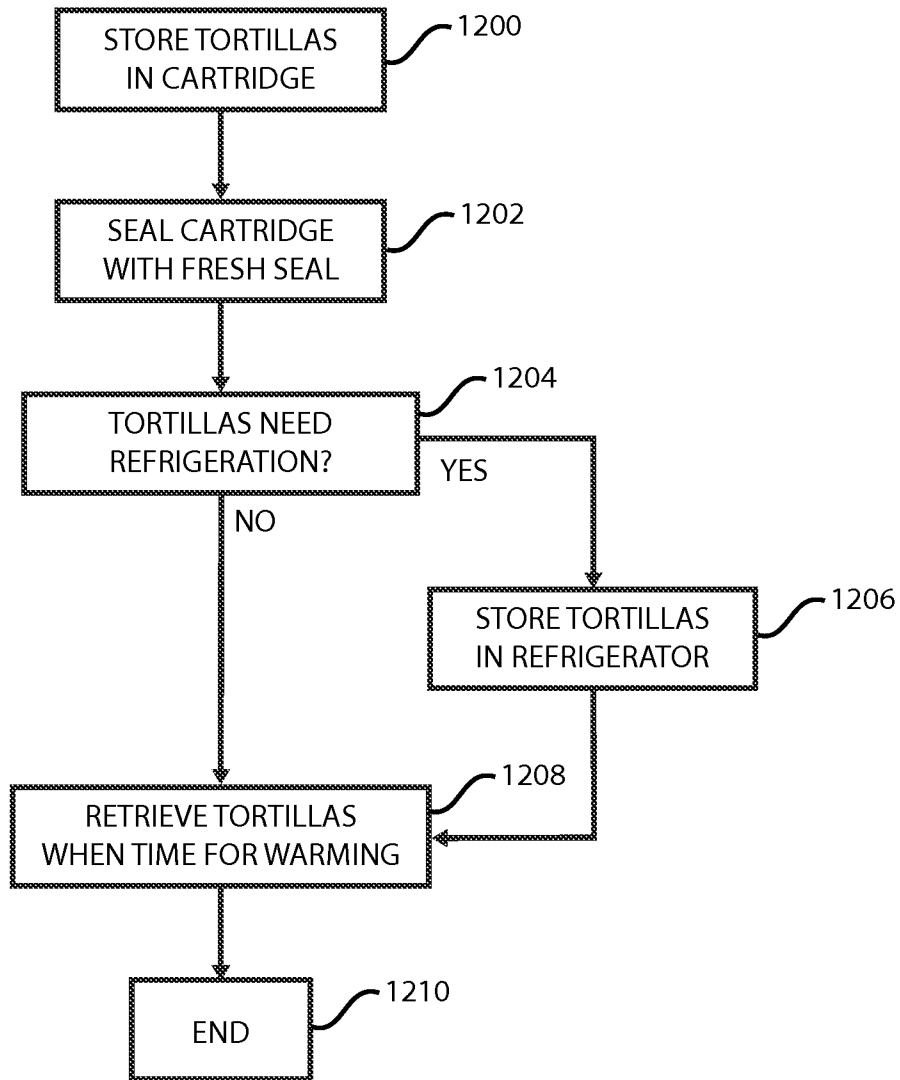 STORE TORTILLAS
IN CARTRIDGE
1200
SEAL CARTRIDGE
WITH FRESH SEAL
1202
TORTILLAS NEED
REFRIGERATION?
1204
YES
NO
STORE TORTILLAS
IN REFRIGERATOR
1206
RETRIEVE TORTILLAS
WHEN TIME FOR WARMING
1208
END
1210